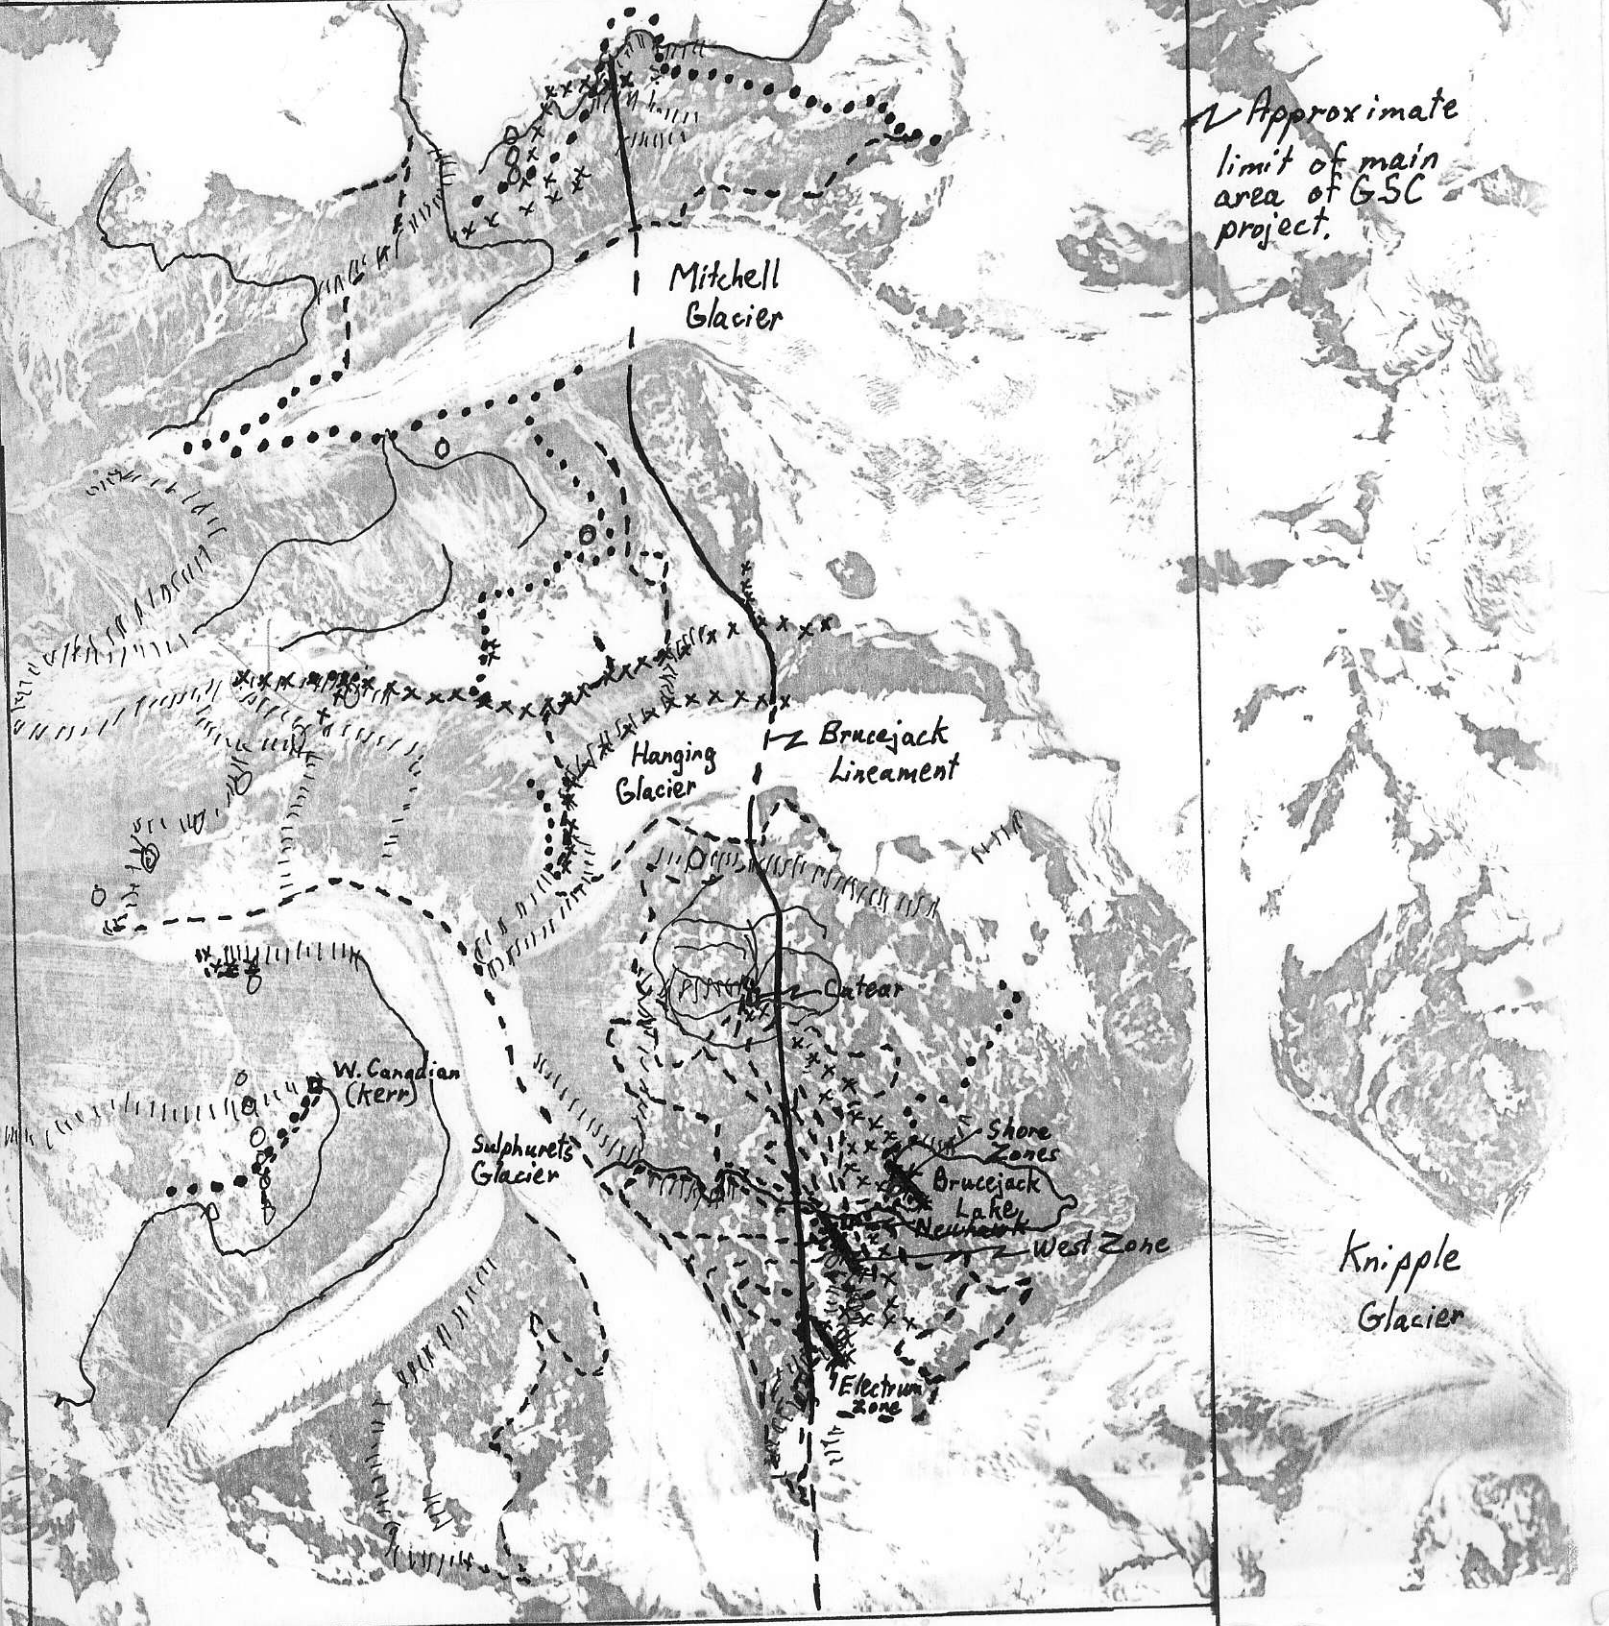 Approximate
limit of main
area of GSC
project.
Mitchell
Glacier
Brucejack
Lineament
Hanging
Glacier
Catear
W. Canadian
(Kerr)
Sulphurets
Glacier
Shore
Zones
Brucejack
Lake
Newhawk
West Zone
Knipple
Glacier
Electrum
Zone